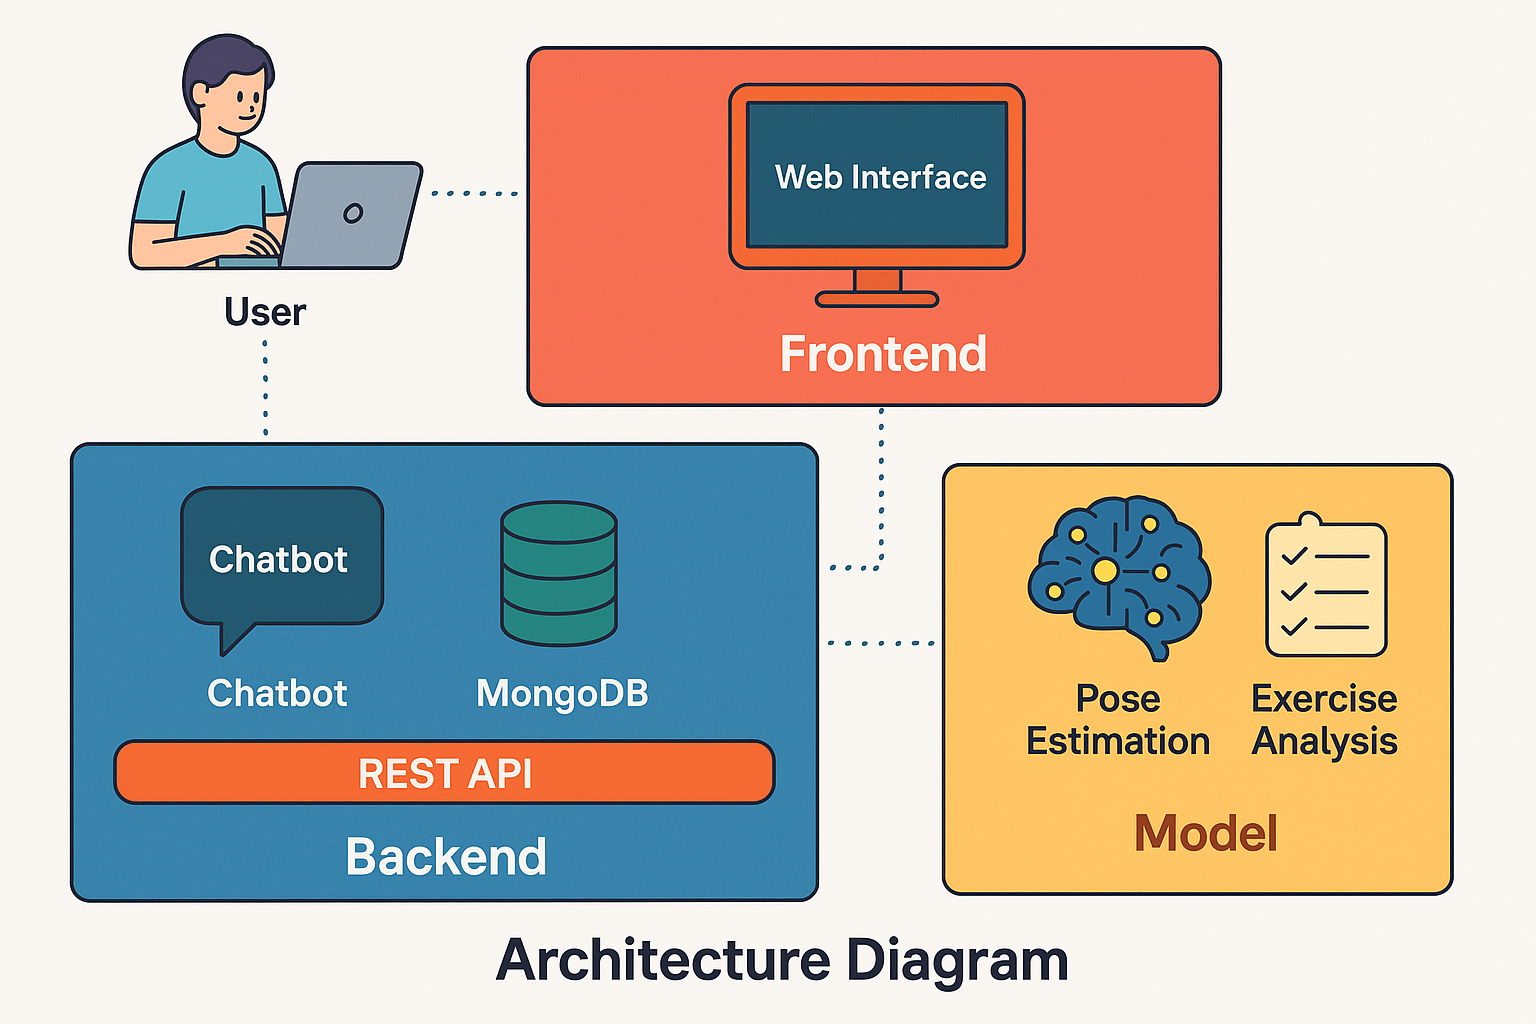 Web Interface
User
Frontend
Chatbot
Chatbot
MongoDB
REST API
Backend
Pose
Estimation
Exercise
Analysis
Model
Architecture Diagram